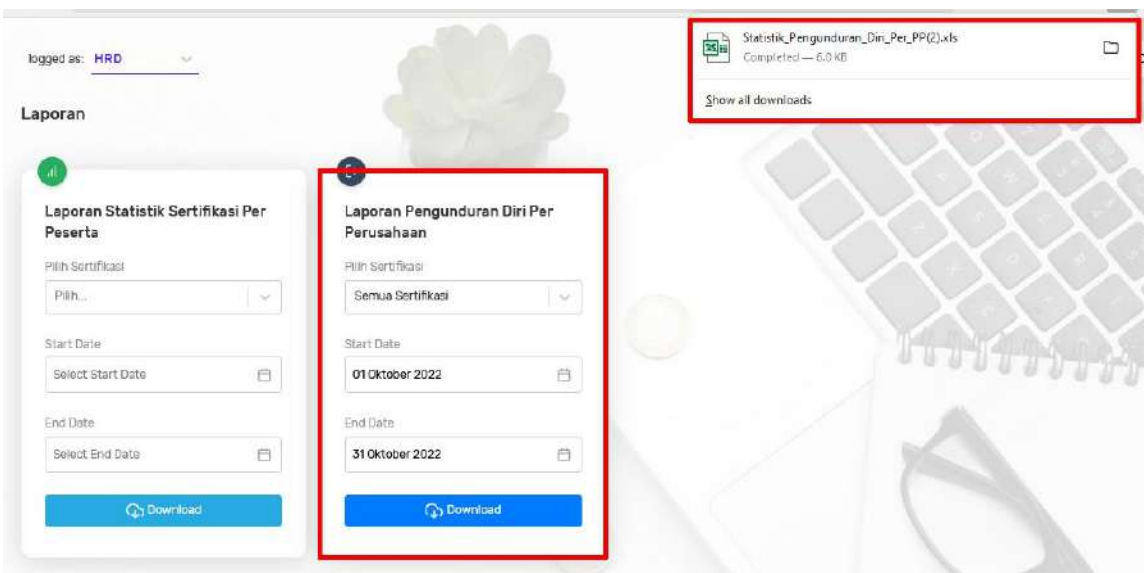 Statistik_Pengunduran_Diri_Per_PP(2).xls
Completed — 6.0 KB
Show all downloads
logged as: HRD
Laporan
Laporan Statistik Sertifikasi Per
Peserta
Pilih Sertifikasi
Pilih...
Start Date
Select Start Date
End Date
Select End Date
Download
Laporan Pengunduran Diri Per
Perusahaan
Pilih Sertifikasi
Semua Sertifikasi
Start Date
01 Oktober 2022
End Date
31 Oktober 2022
Download